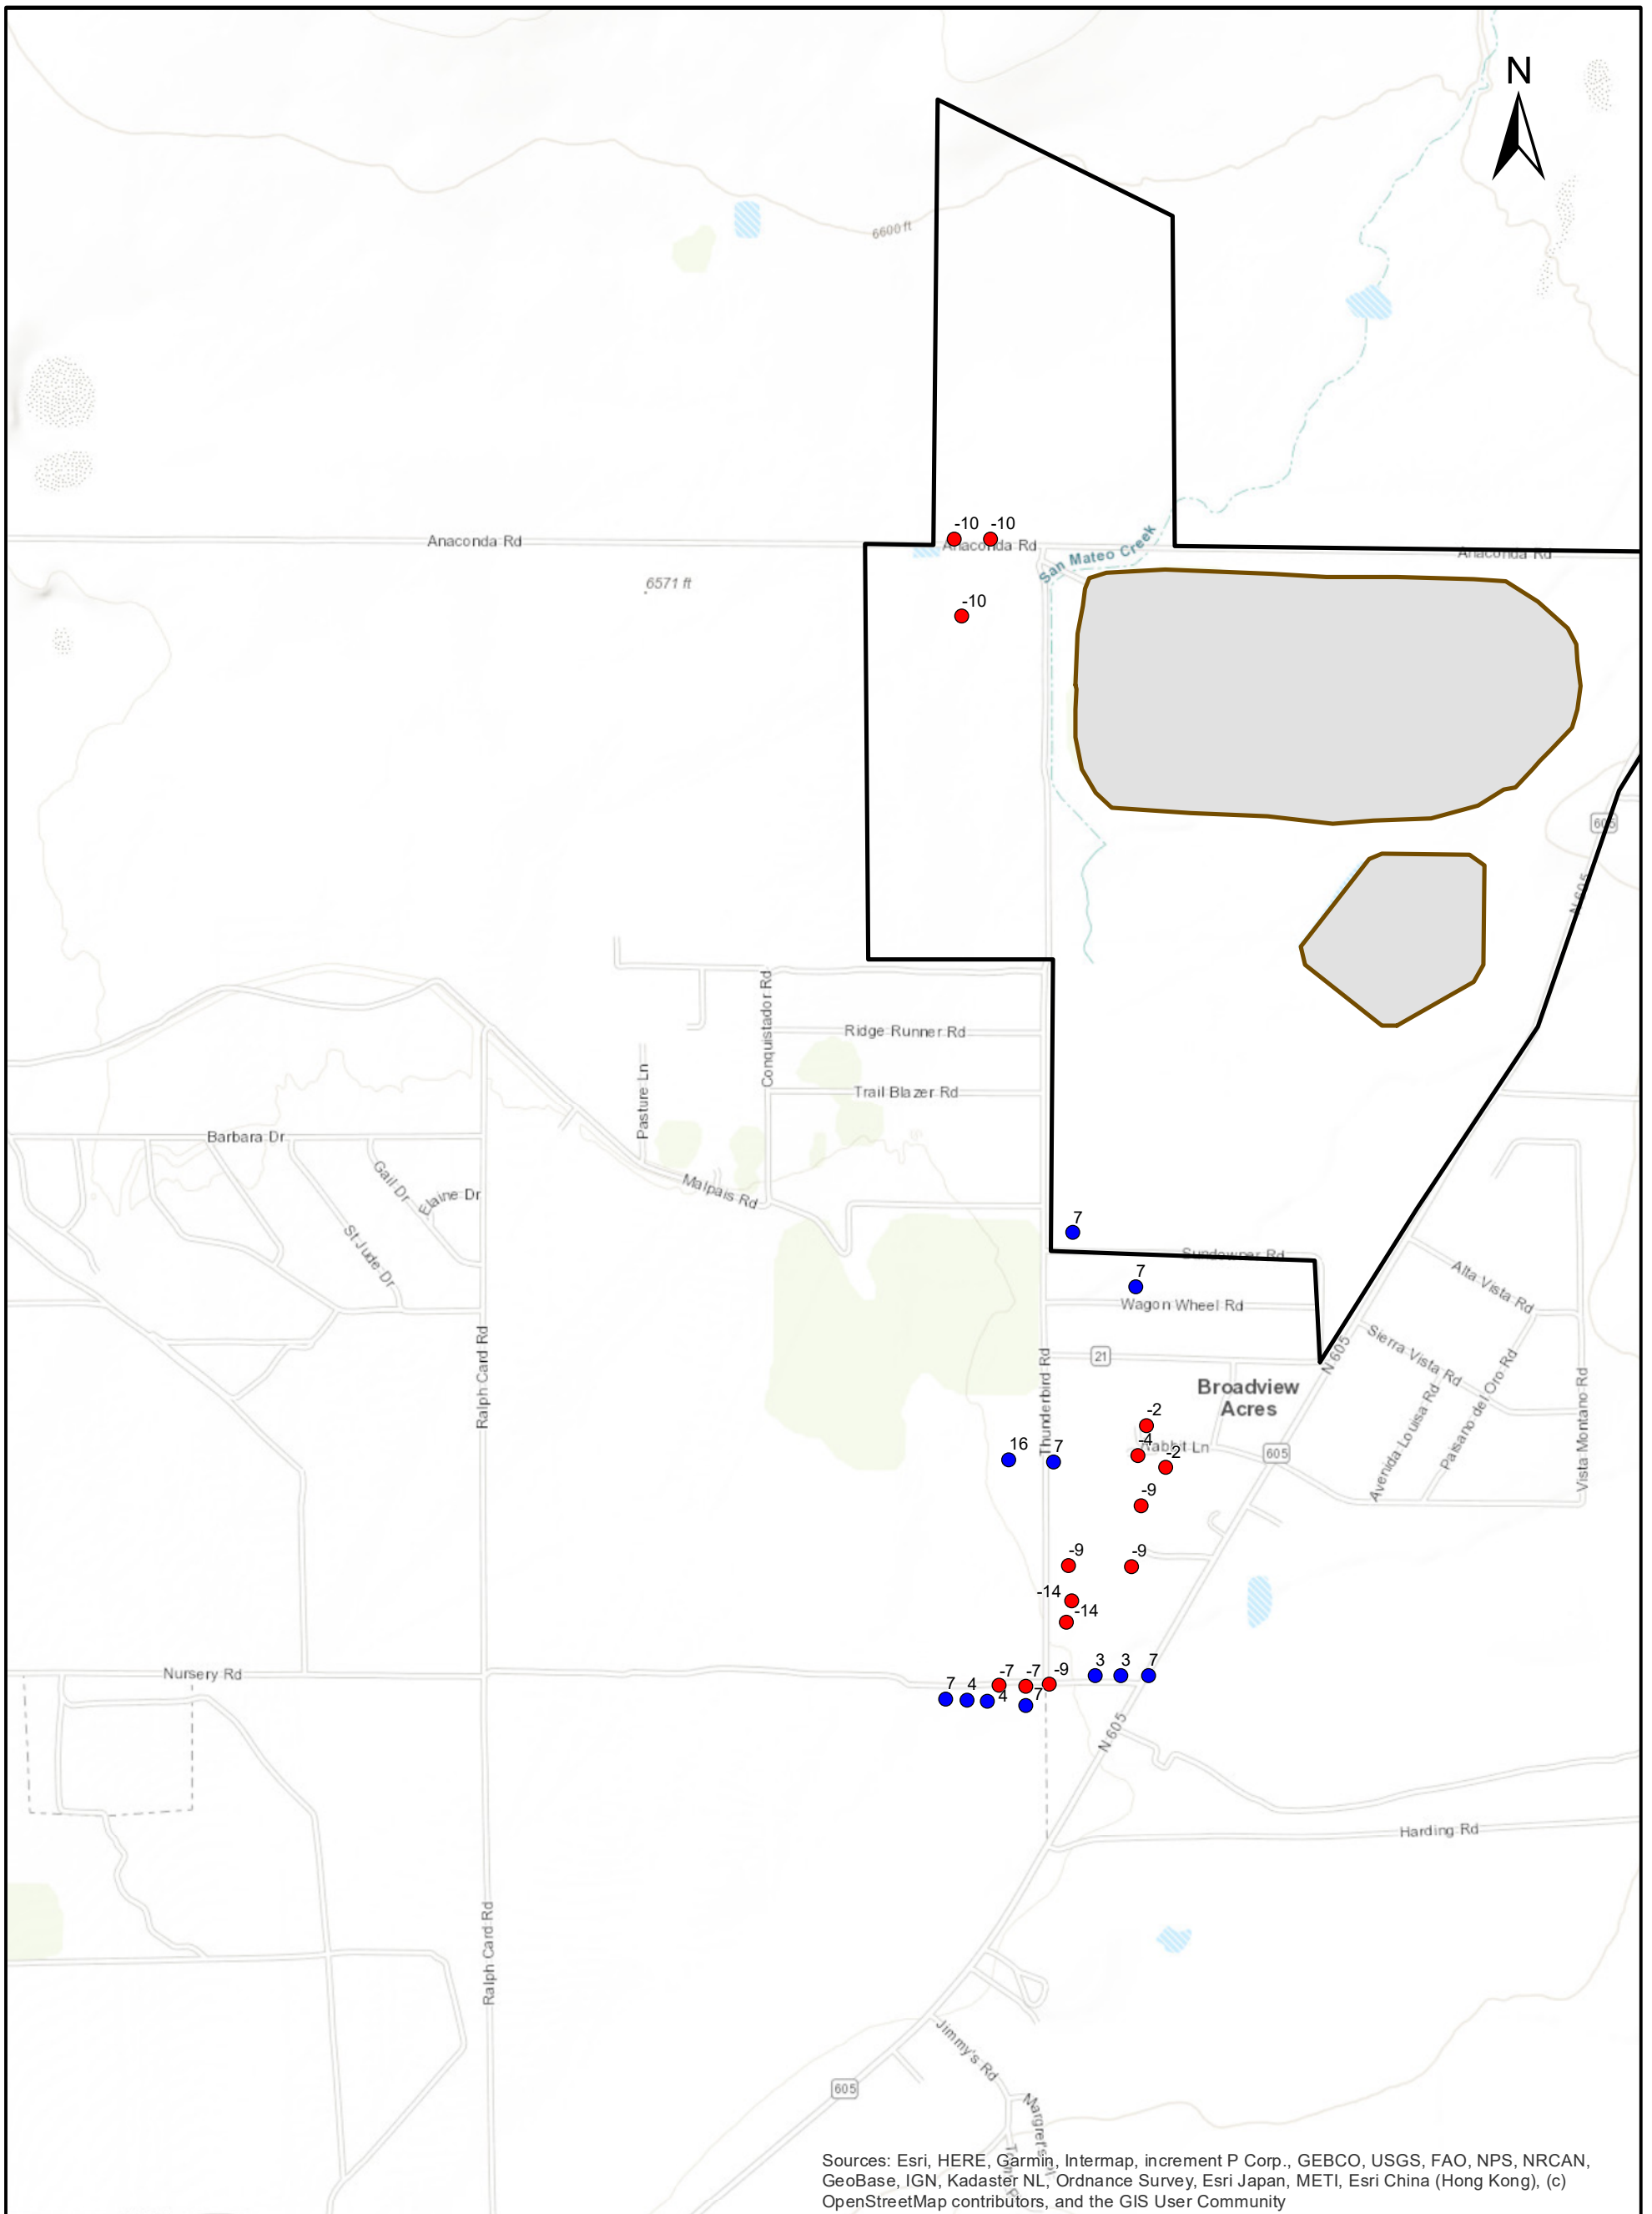 N
6600 ft
-10 -10
Anaconda Rd
Anaconda Rd
Anaconda Rd
San Mateo Creek
6571 ft
-10
605
N 605
Conquistador Rd
Ridge Runner Rd
Pasture Ln
Trail Blazer Rd
Barbara Dr
Gail Dr
Elaine Dr
Malpais Rd
St Jude Dr
7
Sundowner Rd
7
Wagon Wheel Rd
Alta Vista Rd
Ralph Card Rd
Thunderbird Rd
21
N 605
Sierra Vista Rd
Broadview
Acres
Paisano del Oro Rd
Avenida Louisa Rd
Vista Montano Rd
-2
16
7
-4
Rabbit Ln
-2
605
-9
-9
-9
-14
-14
Nursery Rd
3 3 7
-7 -7 -9
7 4 4 7
N 605
Harding Rd
Ralph Card Rd
Jimmy's Rd
605
Sources: Esri, HERE, Garmin, Intermap, increment P Corp., GEBCO, USGS, FAO, NPS, NRCAN,
GeoBase, IGN, Kadaster NL, Ordnance Survey, Esri Japan, METI, Esri China (Hong Kong), (c)
OpenStreetMap contributors, and the GIS User Community